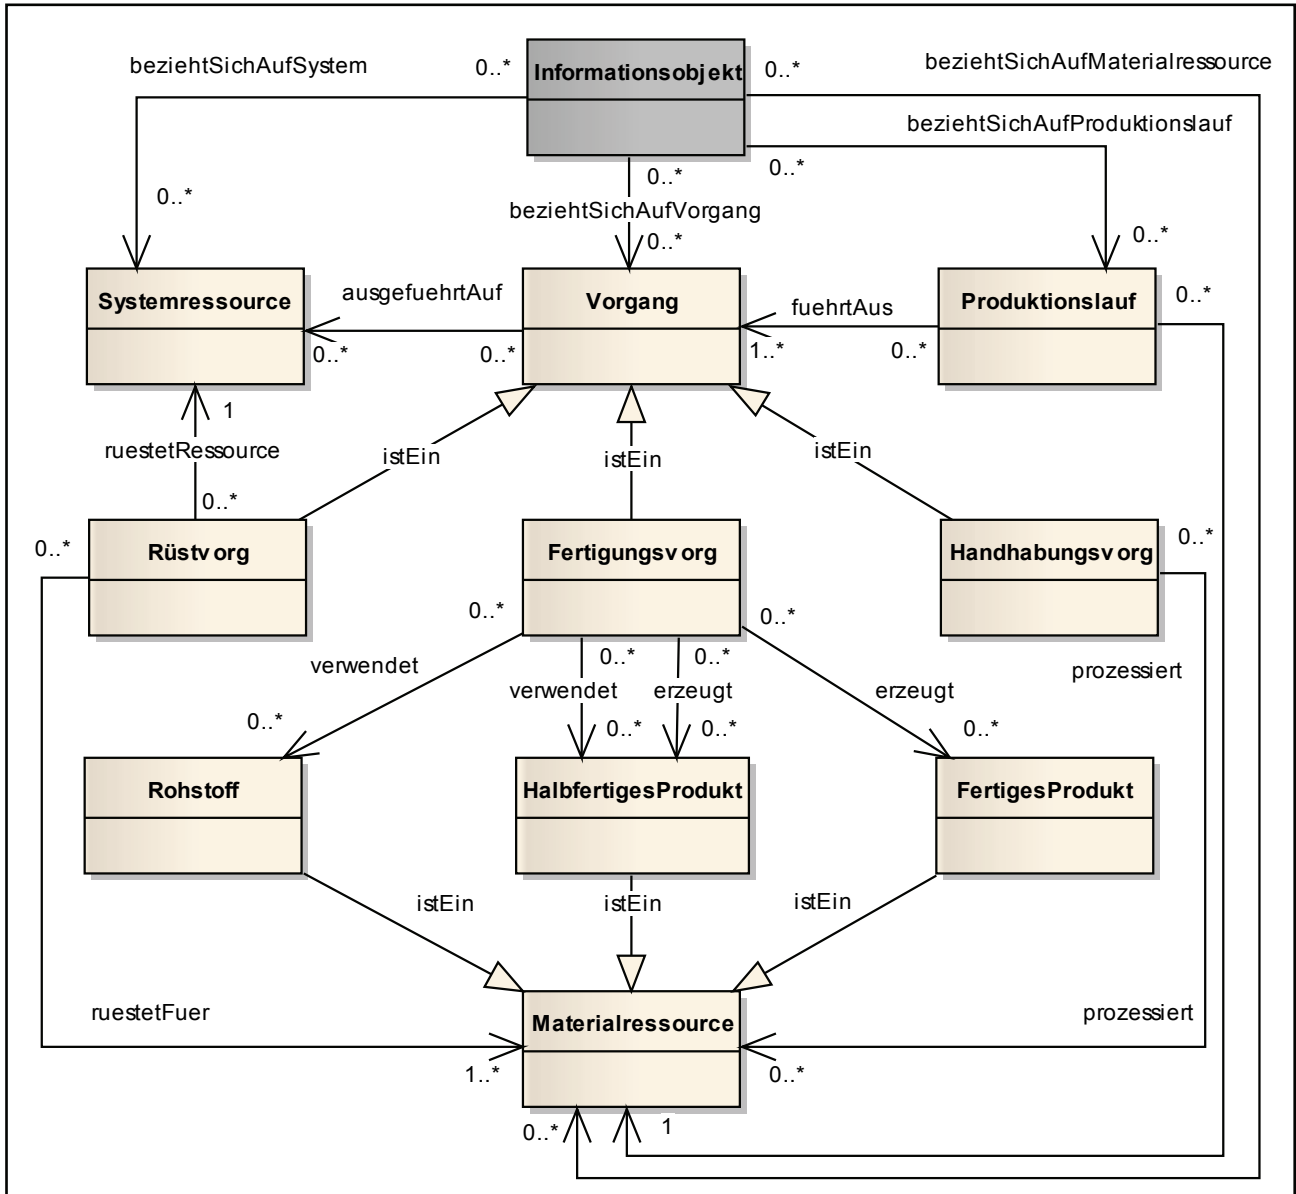 beziehtSichAufSystem
0..*
Informationsobjekt
0..*
beziehtSichAufMaterialressource
beziehtSichAufProduktionslauf
0..*
0..*
0..*
beziehtSichAufVorgang
0..*
0..*
Systemressource
ausgefuehrtAuf
Vorgang
fuehrtAus
Produktionslauf
0..*
0..*
0..*
1..*
0..*
1
ruestetRessource
istEin
istEin
istEin
0..*
0..*
Rüstvorg
Fertigungsvorg
Handhabungsvorg
0..*
0..*
0..*
verwendet
0..*
0..*
verwendet
erzeugt
erzeugt
prozessiert
0..*
0..*
0..*
0..*
Rohstoff
HalbfertigesProdukt
FertigesProdukt
istEin
istEin
istEin
ruestetFuer
Materialressource
prozessiert
1..*
0..*
0..*
1